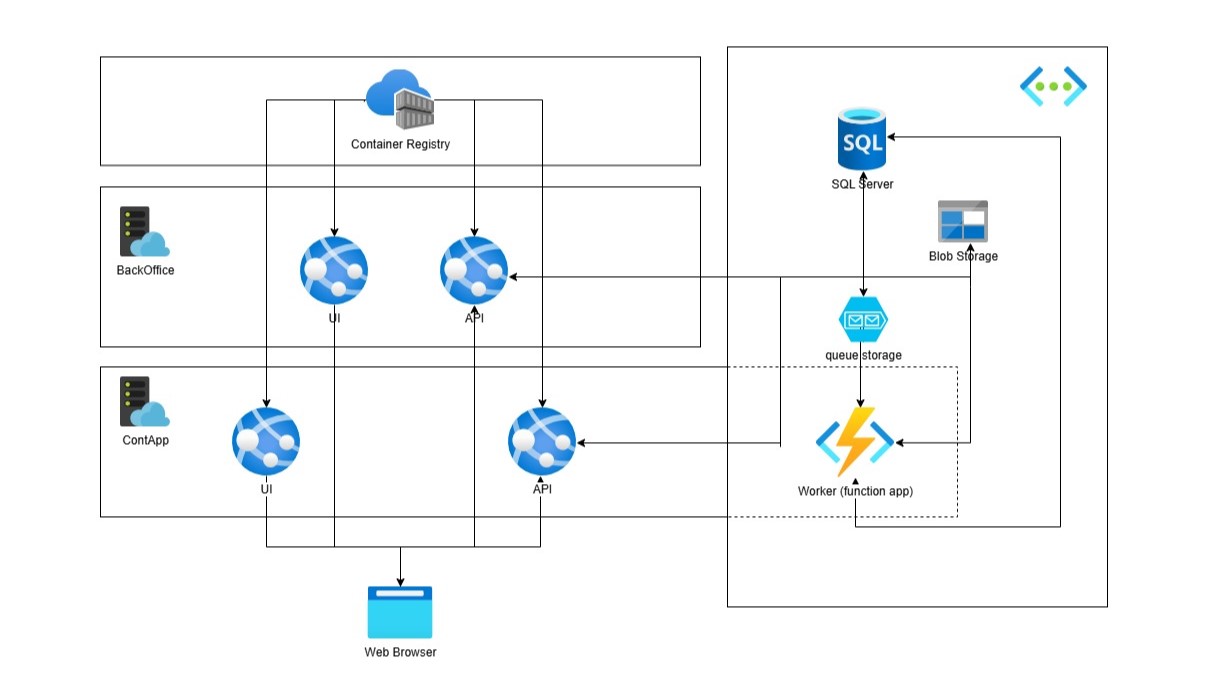 Container Registry
SQL
SQL Server
BackOffice
Blob Storage
UI
API
queue storage
ContApp
UI
API
Worker (function app)
Web Browser